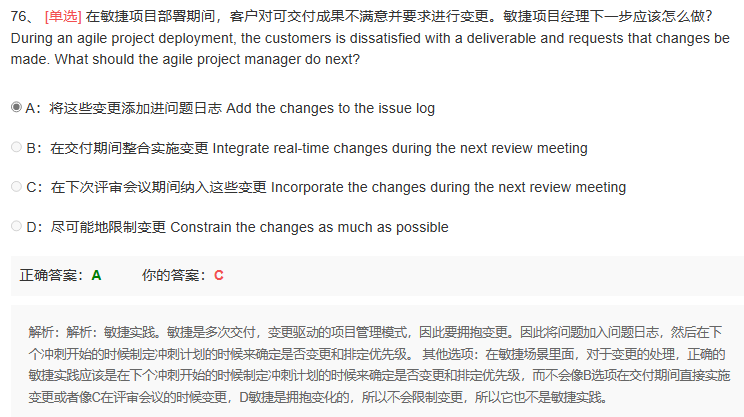 76、 [单选] 在敏捷项目部署期间，客户对可交付成果不满意并要求进行变更。敏捷项目经理下一步应该怎么做？
During an agile project deployment, the customers is dissatisfied with a deliverable and requests that changes be
made. What should the agile project manager do next?
A：将这些变更添加进问题日志 Add the changes to the issue log
B：在交付期间整合实施变更 Integrate real-time changes during the next review meeting
C：在下次评审会议期间纳入这些变更 Incorporate the changes during the next review meeting
D：尽可能地限制变更 Constrain the changes as much as possible
正确答案：A 你的答案：C
解析：解析：敏捷实践。敏捷是多次交付，变更驱动的项目管理模式，因此要拥抱变更。因此将问题加入问题日志，然后在下
个冲刺开始的时候制定冲刺计划的时候来确定是否变更和排定优先级。 其他选项：在敏捷场景里面，对于变更的处理，正确的
敏捷实践应该是在下个冲刺开始的时候制定冲刺计划的时候来确定是否变更和排定优先级，而不会像B选项在交付期间直接实施
变更或者像C在评审会议的时候变更，D敏捷是拥抱变化的，所以不会限制变更，所以它也不是敏捷实践。